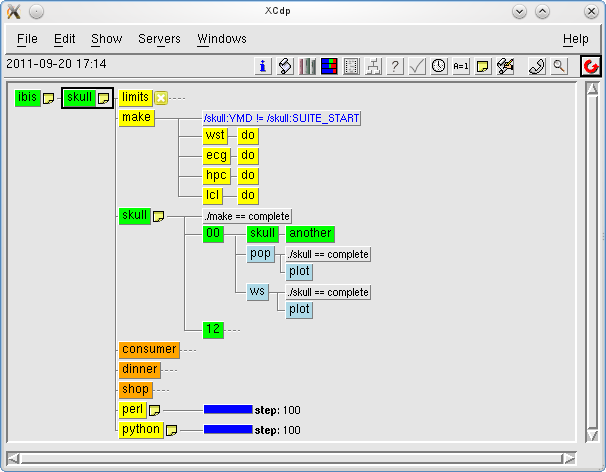 XCdp
File Edit Show Servers Windows Help
2011-09-20 17:14 i ? A=1
ibis skull limits
make /skull:YMD != /skull:SUITE_START
wst do
ecg do
hpc do
lcl do
skull ./make == complete
00 skull another
pop ./skull == complete
plot
ws ./skull == complete
plot
12
consumer
dinner
shop
perl step: 100
python step: 100